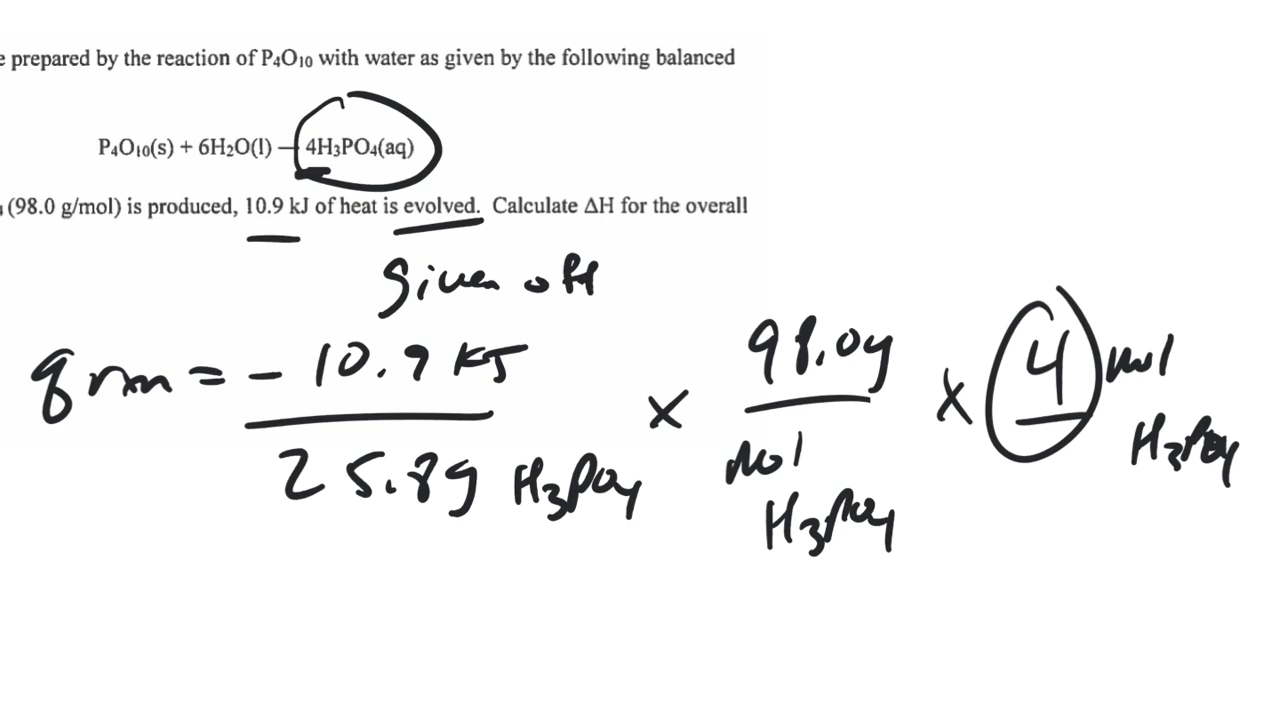 e prepared by the reaction of P₄O₁₀ with water as given by the following balanced
P₄O₁₀(s) + 6H₂O(l) — 4H₃PO₄(aq)
₄ (98.0 g/mol) is produced, 10.9 kJ of heat is evolved. Calculate ΔH for the overall
Given off
q rxn = - 10.9 KJ / 25.8g H₃PO₄ × 98.0g / mol H₃PO₄ × 4 mol H₃PO₄